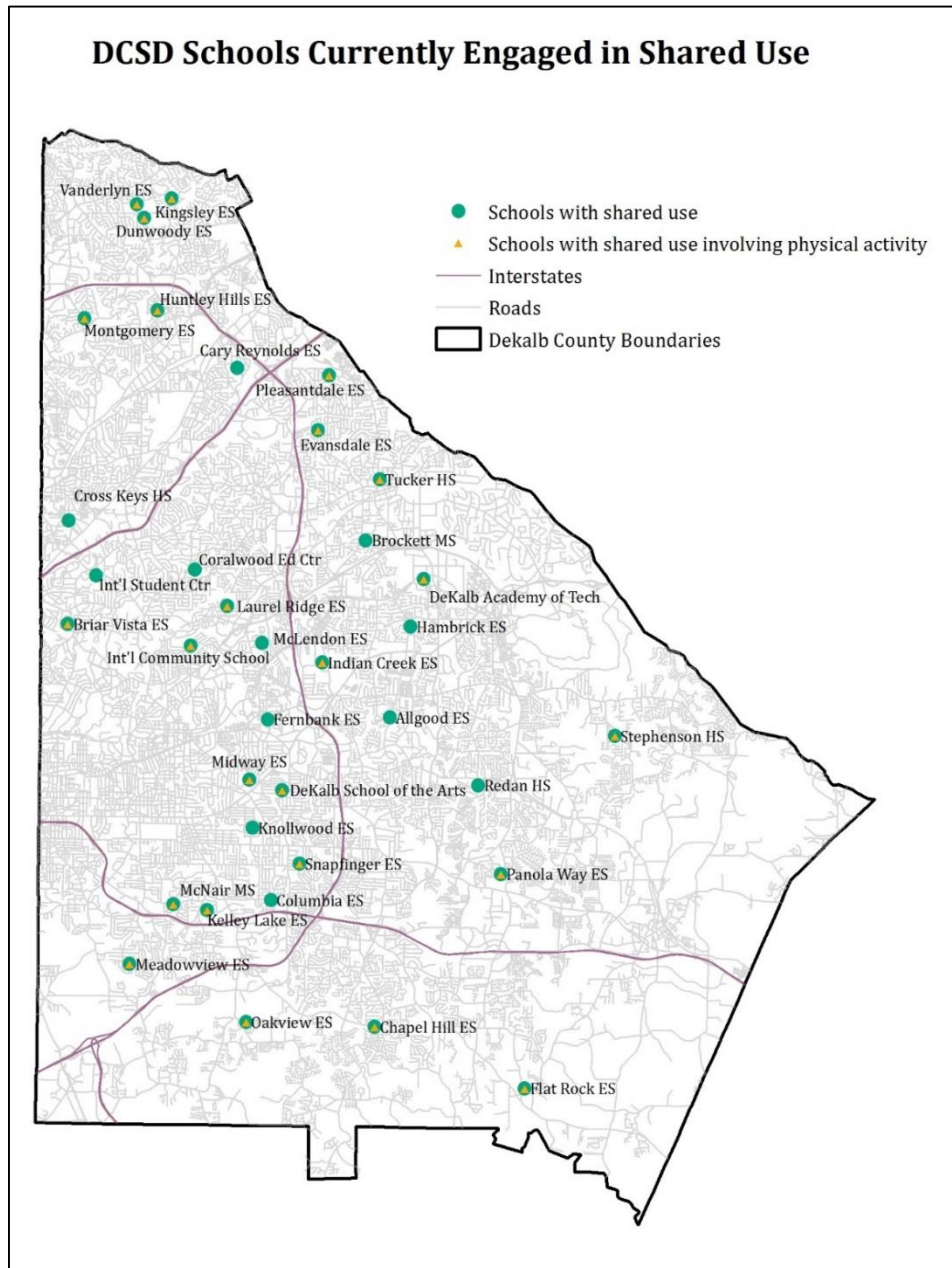 DCSD Schools Currently Engaged in Shared Use
Schools with shared use
Schools with shared use involving physical activity
Interstates
Roads
Dekalb County Boundaries
Vanderlyn ES
Kingsley ES
Dunwoody ES
Huntley Hills ES
Montgomery ES
Cary Reynolds ES
Pleasantdale ES
Evansdale ES
Tucker HS
Cross Keys HS
Brockett MS
Coralwood Ed Ctr
Int'l Student Ctr
DeKalb Academy of Tech
Laurel Ridge ES
Briar Vista ES
Hambrick ES
McLendon ES
Int'l Community School
Indian Creek ES
Fernbank ES
Allgood ES
Stephenson HS
Midway ES
DeKalb School of the Arts
Redan HS
Knollwood ES
Snapfinger ES
Panola Way ES
McNair MS
Columbia ES
Kelley Lake ES
Meadowview ES
Oakview ES
Chapel Hill ES
Flat Rock ES